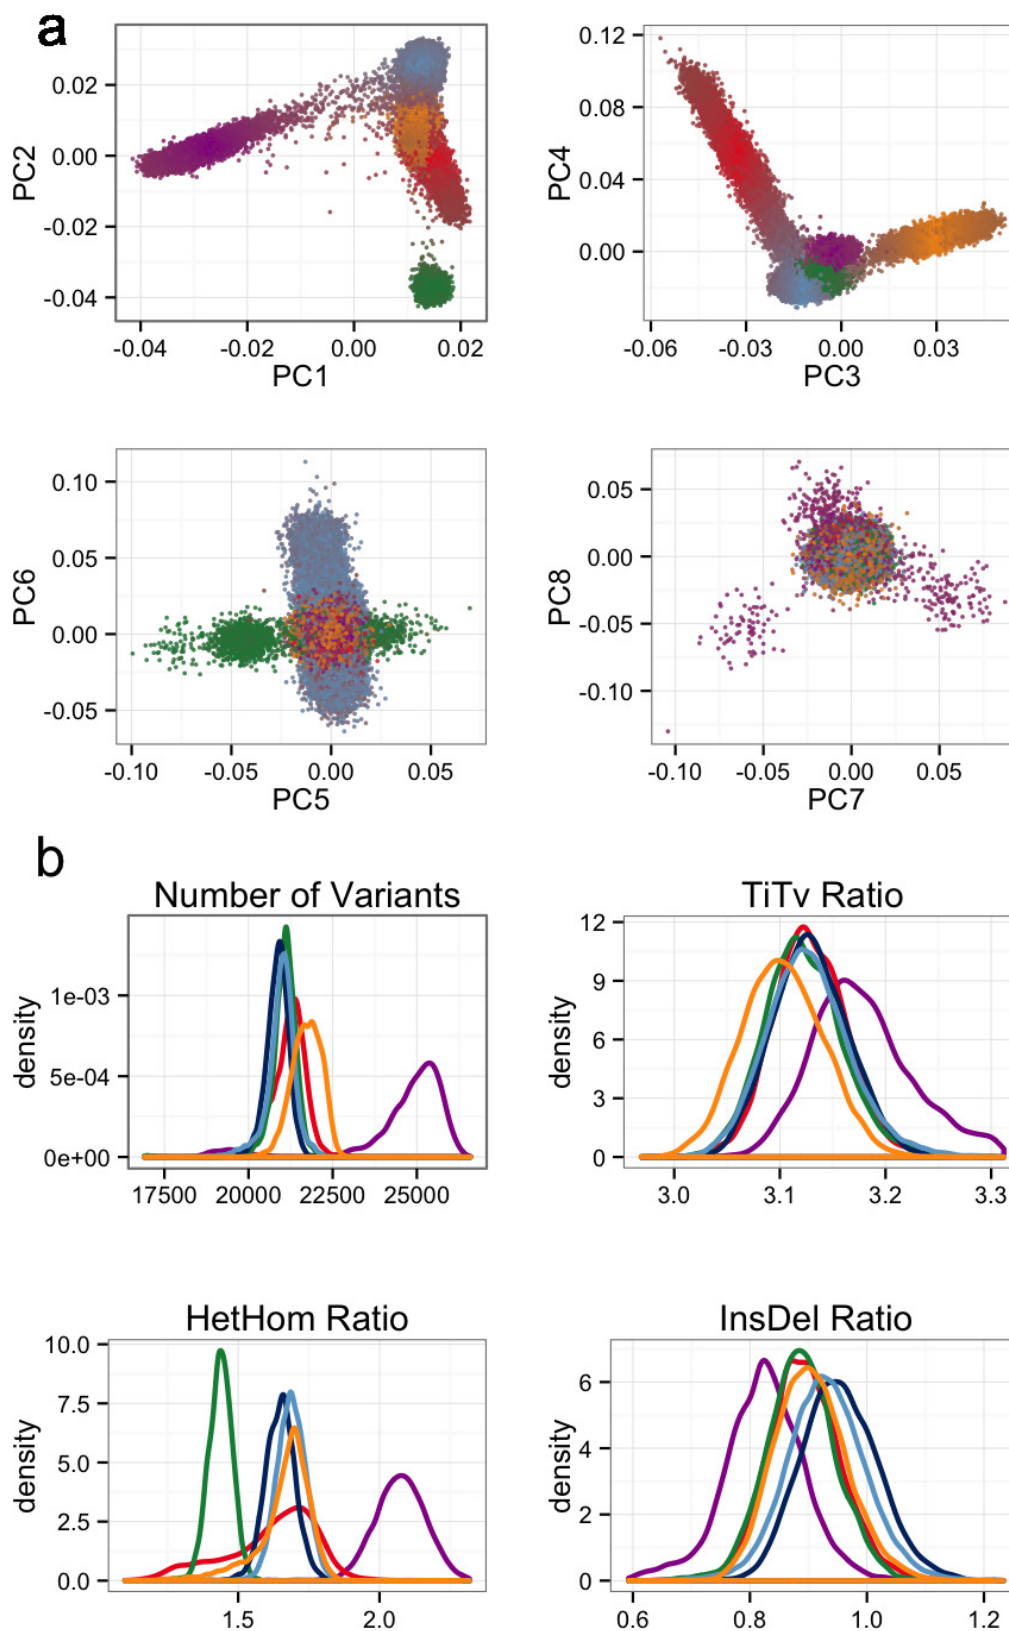 a
0.02
0.00
-0.02
-0.04
PC2
-0.04 -0.02 0.00 0.02
PC1
0.12
0.08
0.04
0.00
PC4
-0.06 -0.03 0.00 0.03
PC3
0.10
0.05
0.00
-0.05
PC6
-0.10 -0.05 0.00 0.05
PC5
0.05
0.00
-0.05
-0.10
PC8
-0.10 -0.05 0.00 0.05
PC7
b
Number of Variants
1e-03
5e-04
0e+00
density
17500 20000 22500 25000
TiTv Ratio
12
9
6
3
0
density
3.0 3.1 3.2 3.3
HetHom Ratio
10.0
7.5
5.0
2.5
0.0
density
1.5 2.0
InsDel Ratio
6
4
2
0
density
0.6 0.8 1.0 1.2